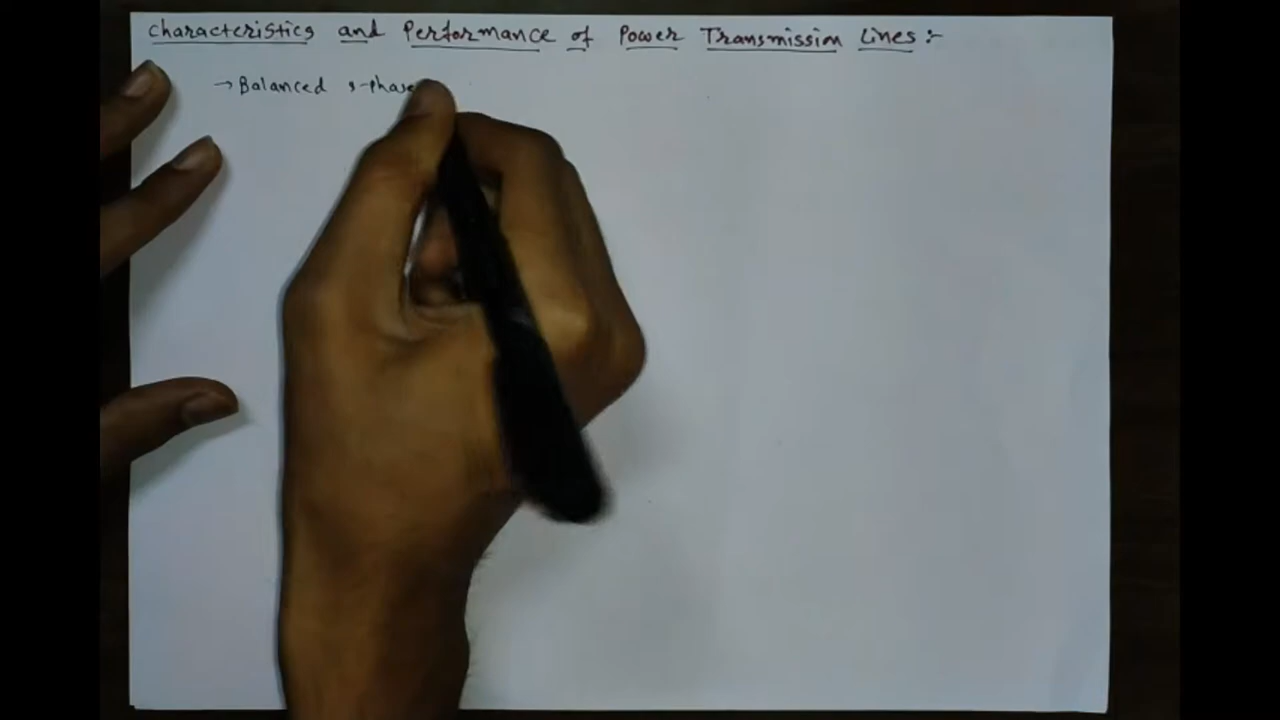 Characteristics and Performance of Power Transmission Lines :-
→ Balanced 3-phase